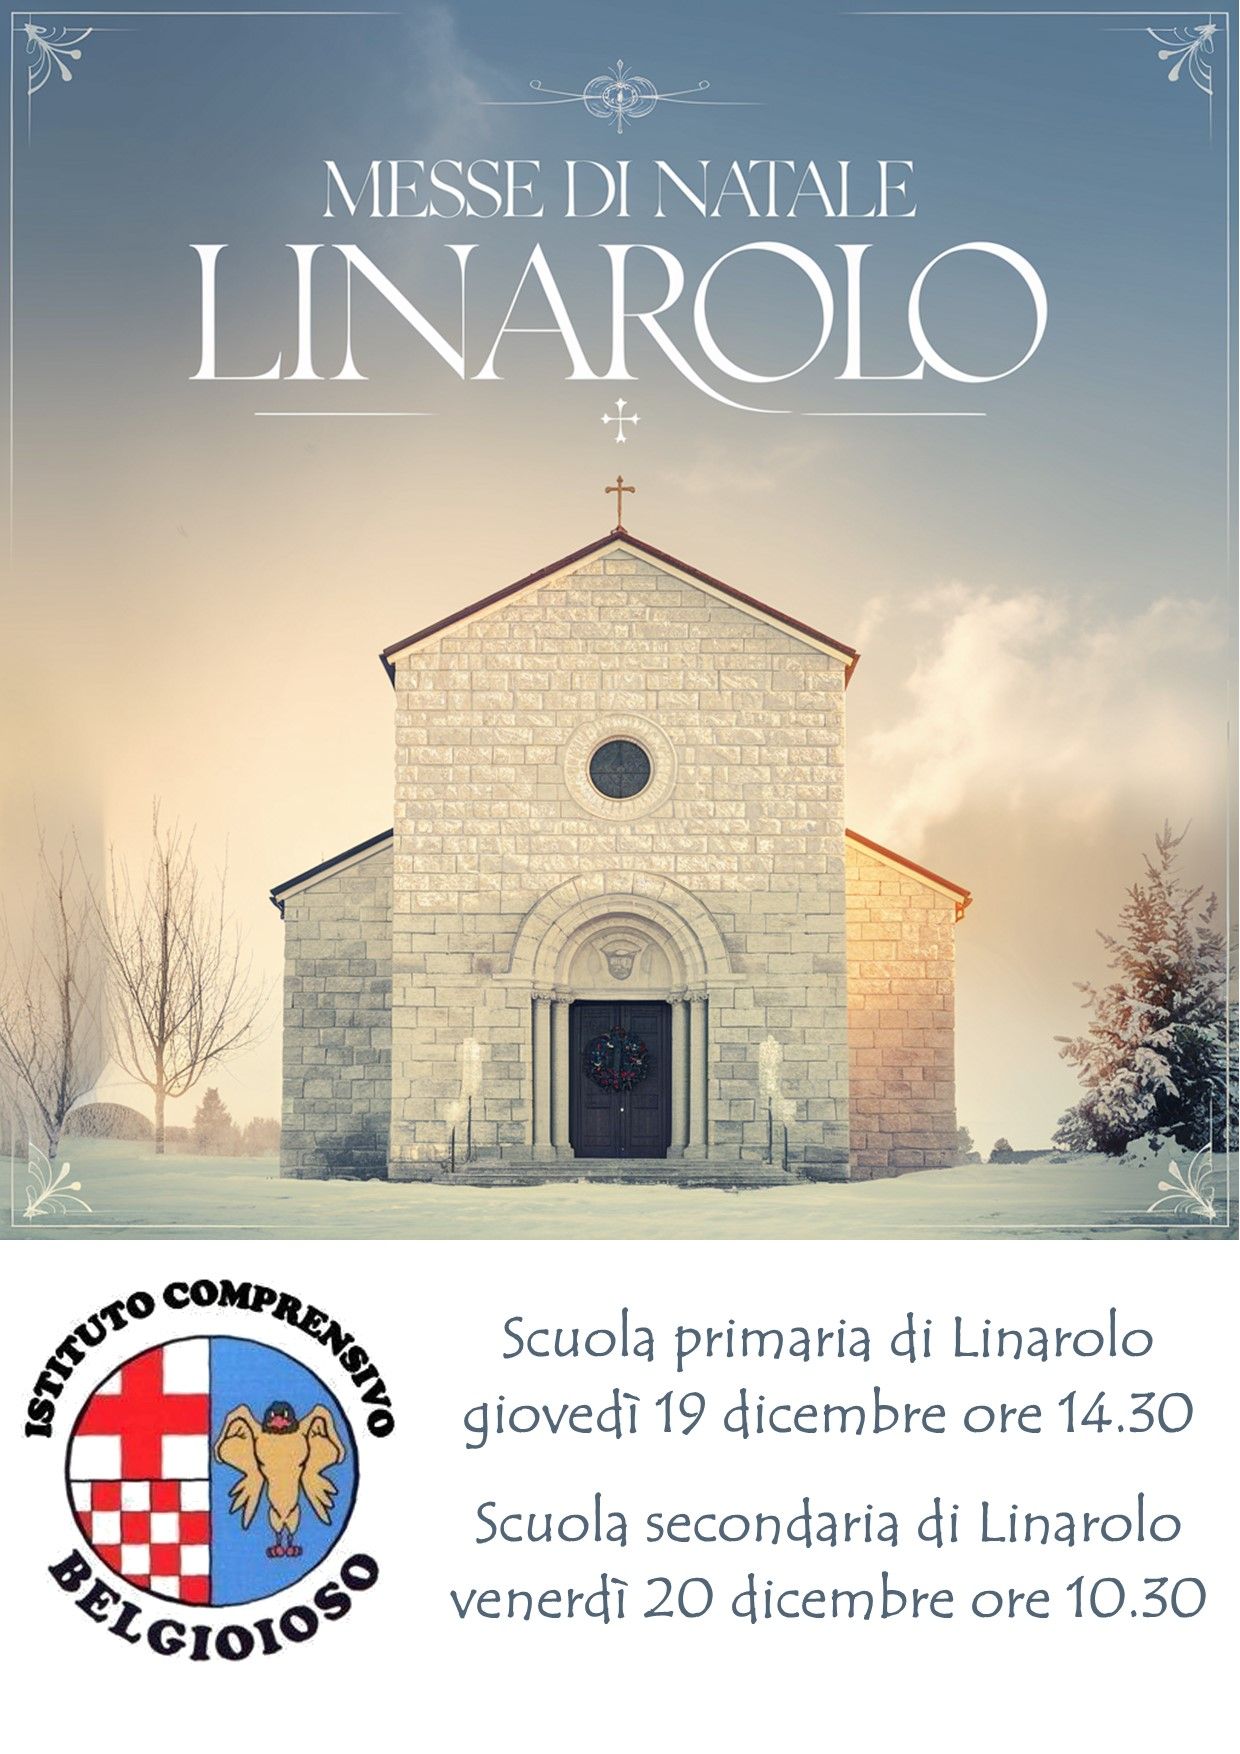 MESSE DI NATALE
LINAROLO
ISTITUTO COMPRENSIVO
BELGIOIOSO
Scuola primaria di Linarolo
giovedì 19 dicembre ore 14.30
Scuola secondaria di Linarolo
venerdì 20 dicembre ore 10.30